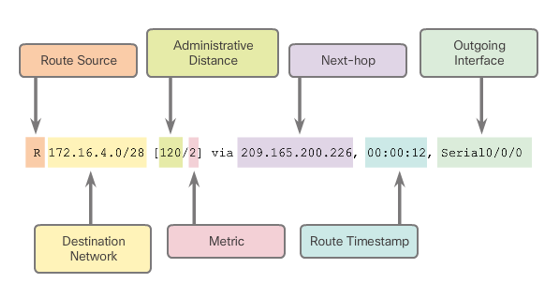 Route Source
Administrative
Distance
Next-hop
Outgoing
Interface
R 172.16.4.0/28 [120/2] via 209.165.200.226, 00:00:12, Serial0/0/0
Destination
Network
Metric
Route Timestamp